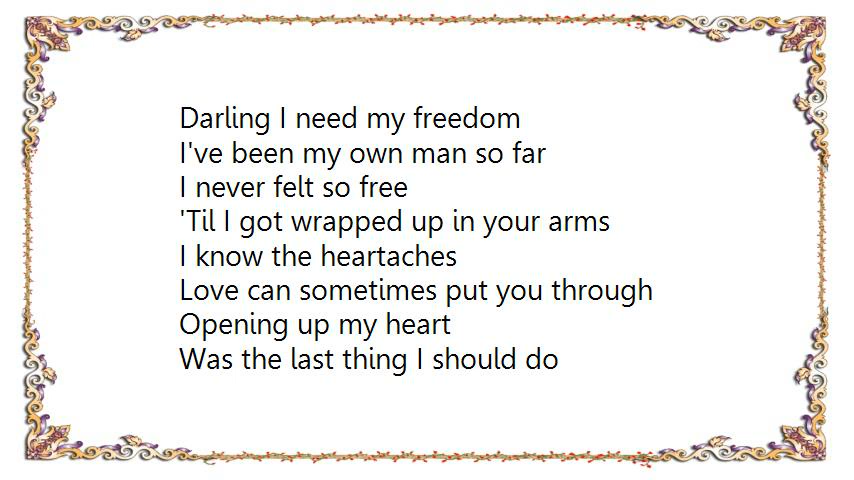 Darling I need my freedom
I've been my own man so far
I never felt so free
'Til I got wrapped up in your arms
I know the heartaches
Love can sometimes put you through
Opening up my heart
Was the last thing I should do